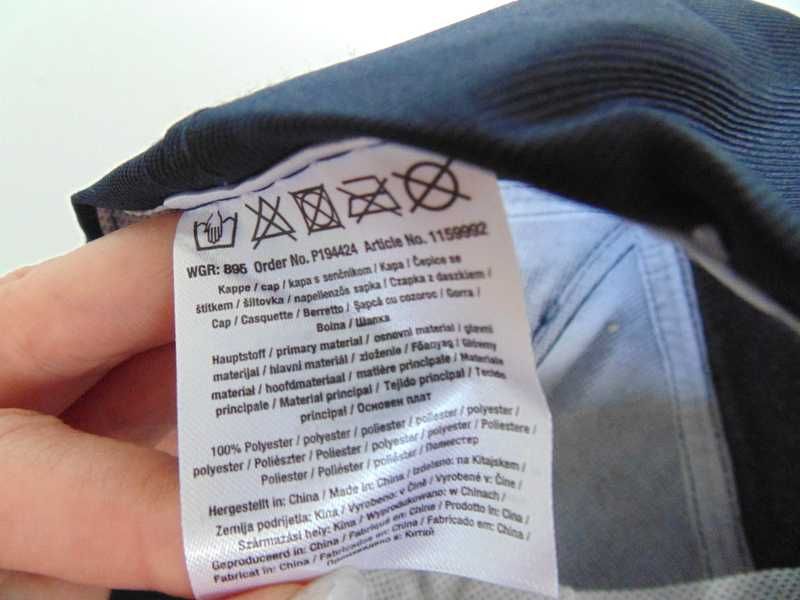 WGR: 895 Order No. P194424 Article No. 1159992
Kappe / cap / kapa s senčnikom / Kapa / Čepice se
štítkem / šiltovka / napellenzős sapka / Czapka z daszkiem /
Cap / Casquette / Berretto / Şapcă cu cozoroc / Gorra /
Boina / Шапка
Hauptstoff / primary material / osnovni material / glavni
materijal / hlavní materiál / zloženie / Főanyag / Główny
materiał / hoofdmateriaal / matière principale / Materiale
principale / Material principal / Tejido principal / Tecido
principal / Основен плат
100% Polyester / polyester / poliester / poliester / polyester /
polyester / Poliészter / Poliester / polyester / Polyester / Poliestere /
Poliester / Poliéster / poliéster / Полиестер
Hergestellt in: China / Made in: China / Izdelano: na Kitajskem /
Zemlja podrijetla: Kina / Vyrobeno: v Číně / Vyrobené v: Číne /
Származási hely: Kína / Wyprodukowano: w Chinach /
Geproduceerd in: China / Fabriqué en: Chine / Prodotto in: Cina /
Fabricat în: China / Fabricado en: China / Fabricado em: China /
Произведено в: Китай